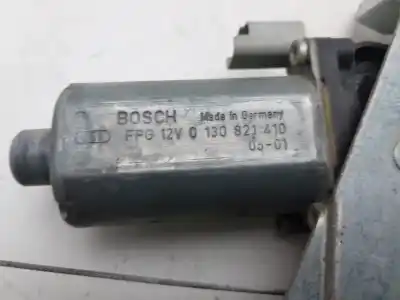 BOSCH Made in Germany
FPG 12V 0 130 821 410
05-01